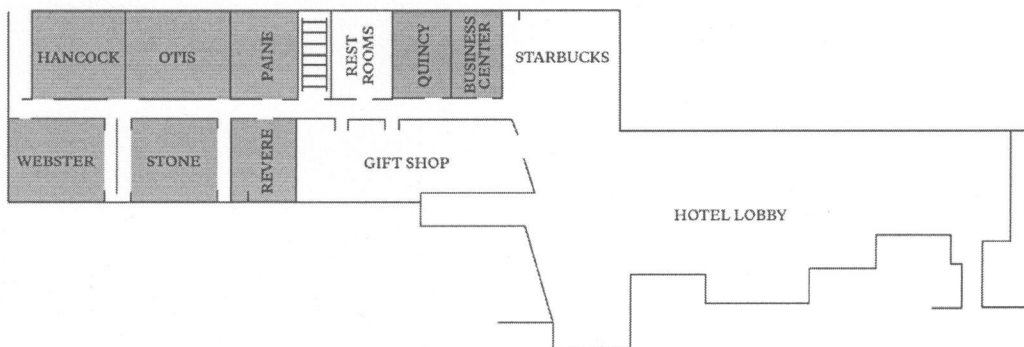 HANCOCK
OTIS
PAINE
REST
ROOMS
QUINCY
BUSINESS
CENTER
STARBUCKS
WEBSTER
STONE
REVERE
GIFT SHOP
HOTEL LOBBY